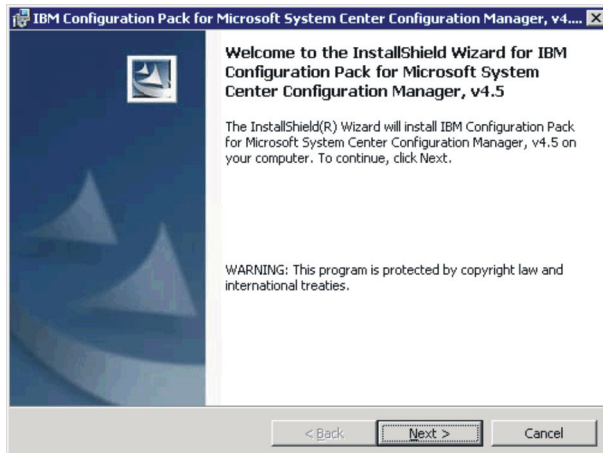 IBM Configuration Pack for Microsoft System Center Configuration Manager, v4....
Welcome to the InstallShield Wizard for IBM
Configuration Pack for Microsoft System
Center Configuration Manager, v4.5
The InstallShield(R) Wizard will install IBM Configuration Pack
for Microsoft System Center Configuration Manager, v4.5 on
your computer. To continue, click Next.
WARNING: This program is protected by copyright law and
international treaties.
< Back
Next >
Cancel